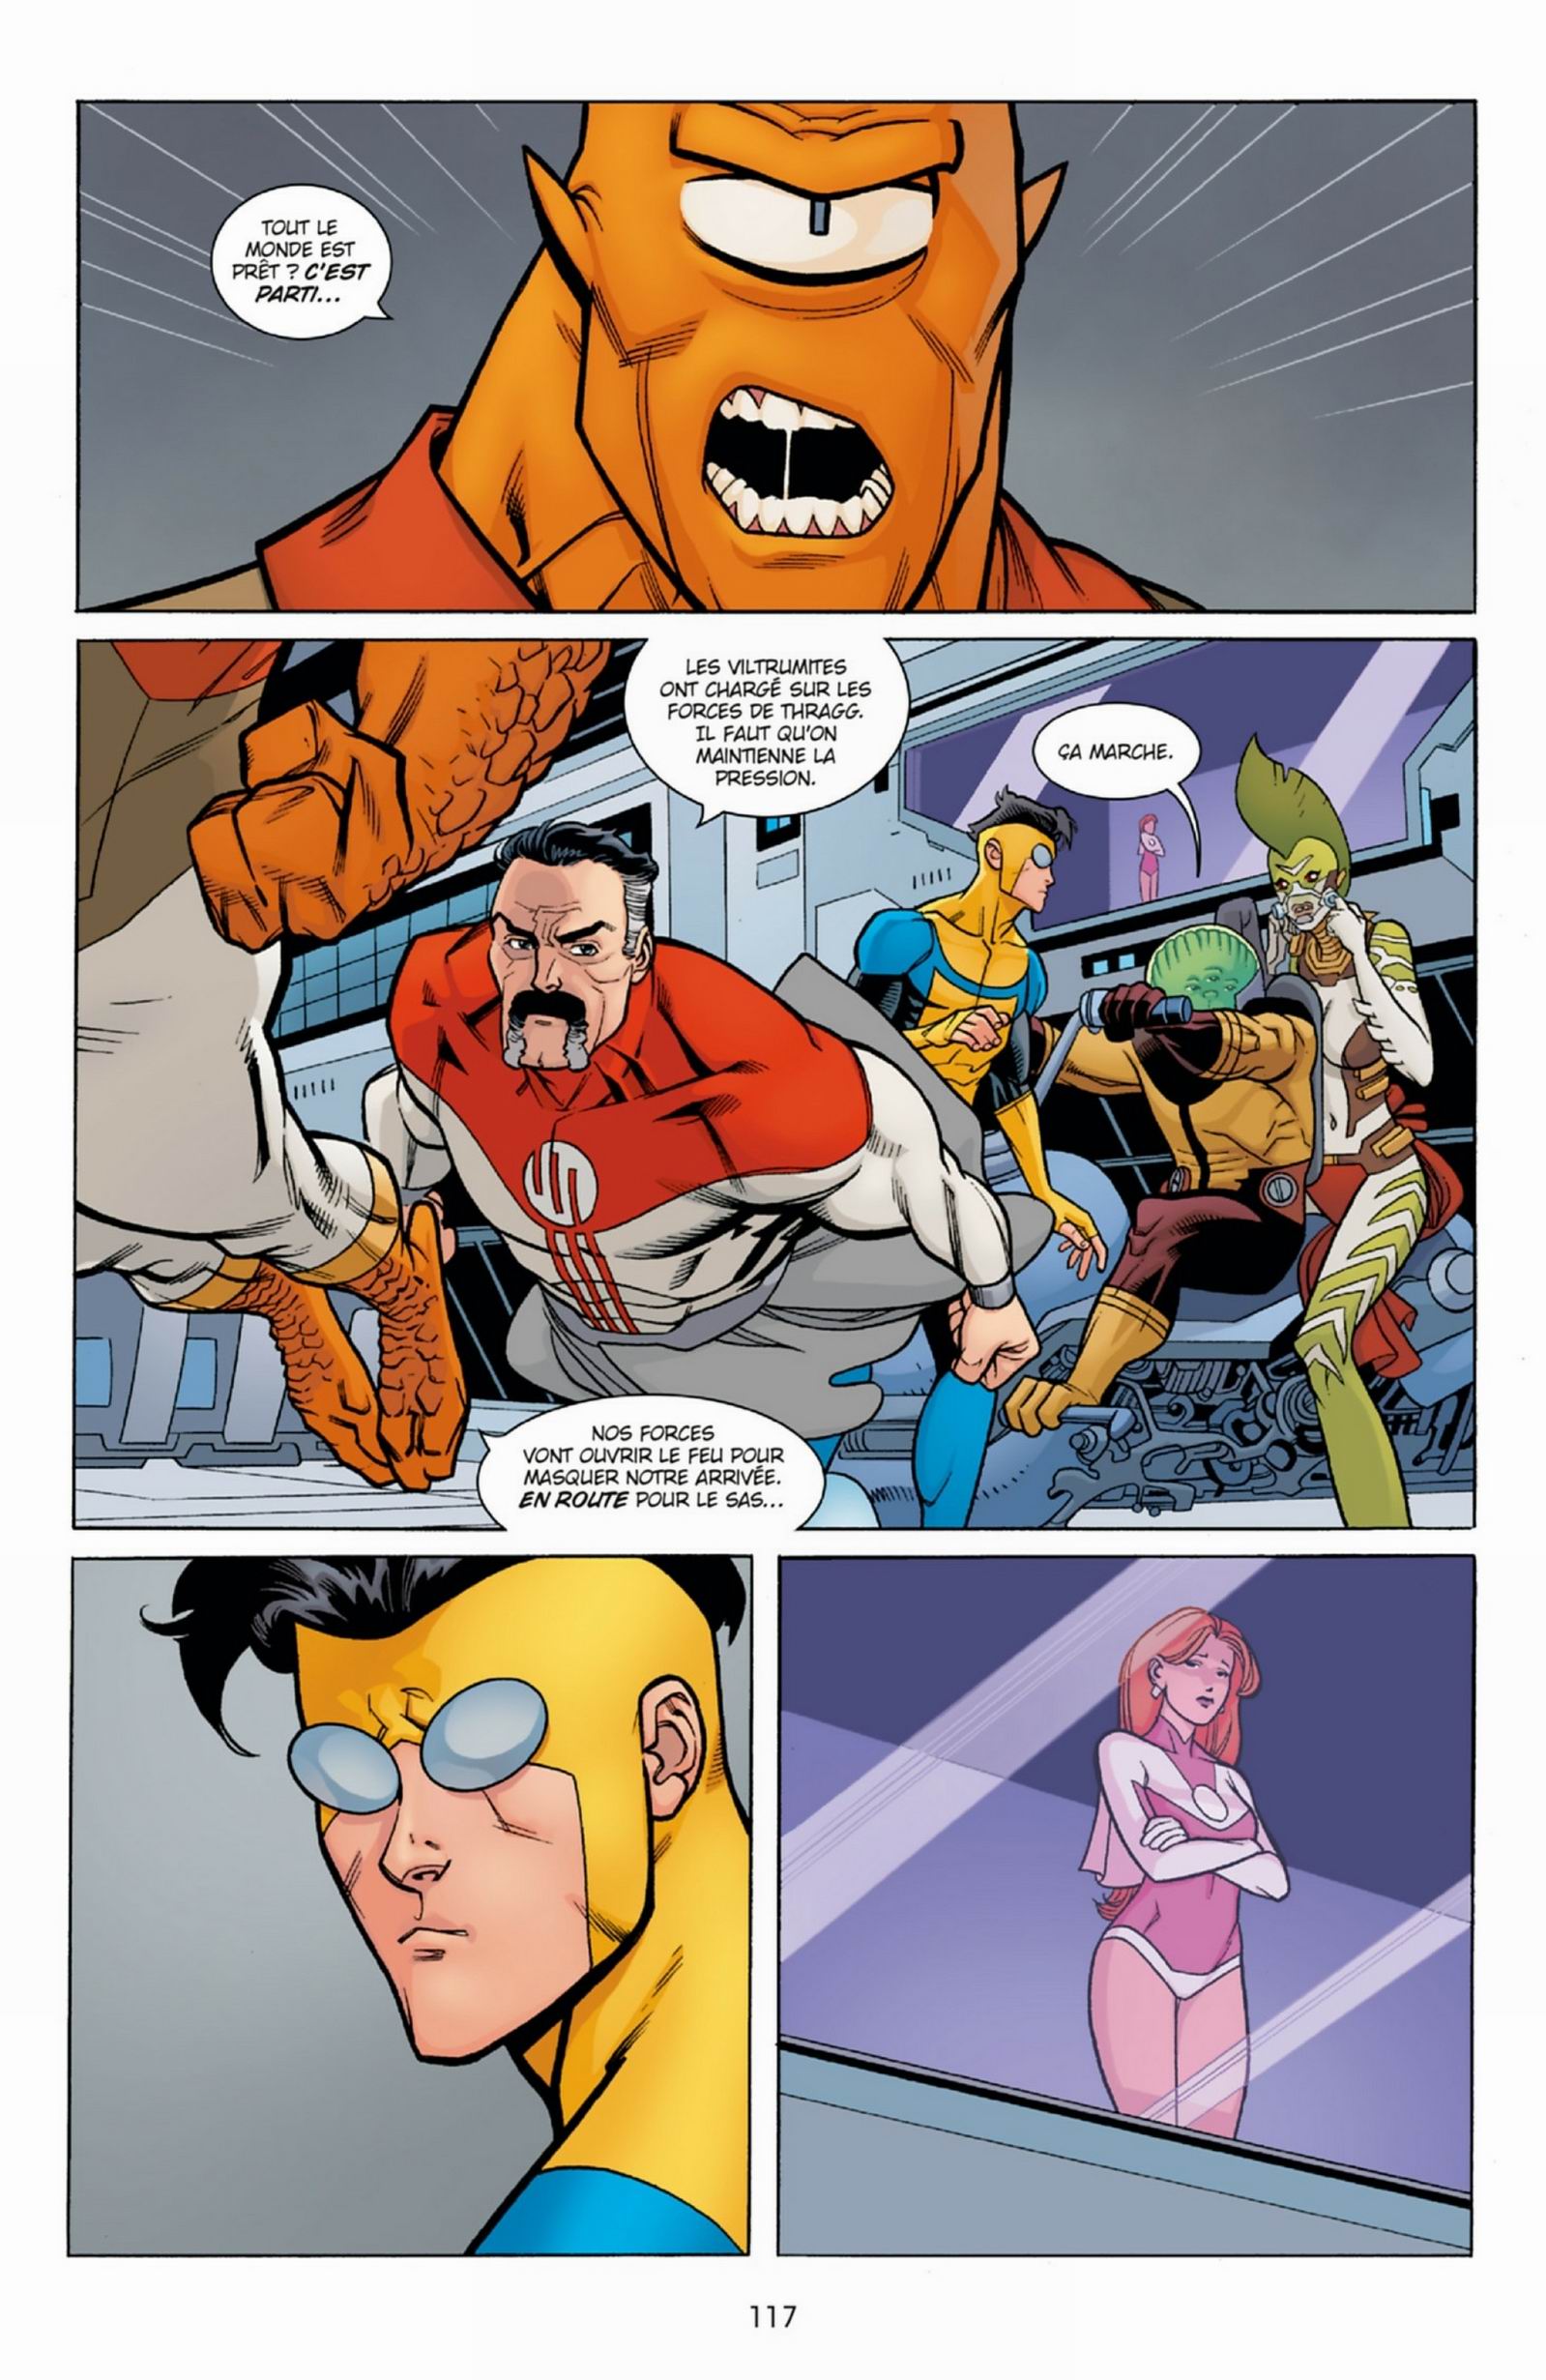 TOUT LE
MONDE EST
PRÊT ? C'EST
PARTI...
LES VILTRUMITES
ONT CHARGÉ SUR LES
FORCES DE THRAGG.
IL FAUT QU'ON
MAINTIENNE LA
PRESSION.
ÇA MARCHE.
NOS FORCES
VONT OUVRIR LE FEU POUR
MASQUER NOTRE ARRIVÉE.
EN ROUTE POUR LE SAS...
117